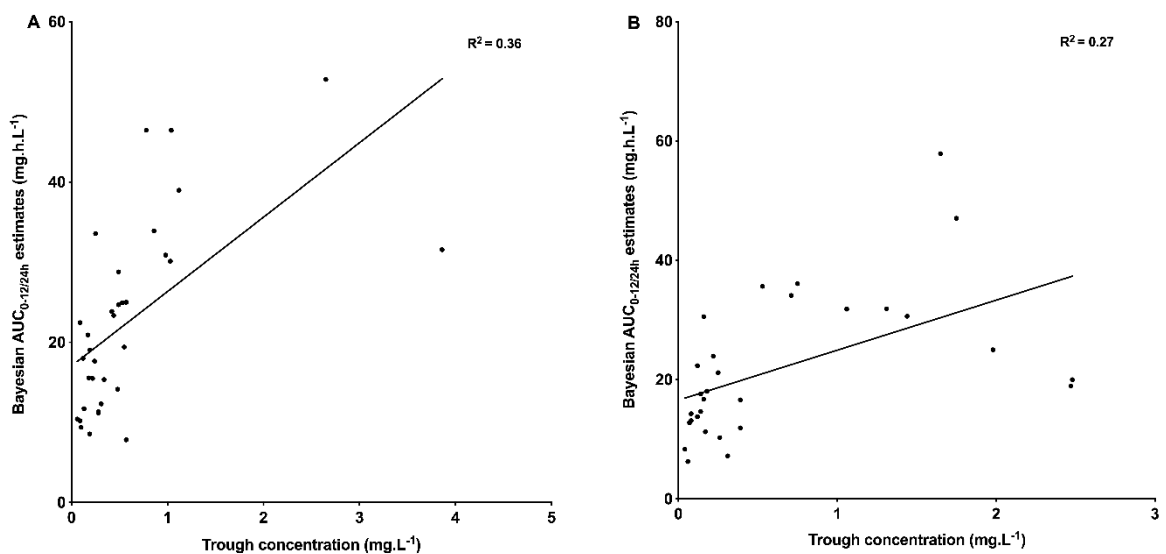 A
R² = 0.36
Bayesian AUC₀₋₁₂/₂₄ₕ estimates (mg.h.L⁻¹)
60
40
20
0
0 1 2 3 4 5
Trough concentration (mg.L⁻¹)
B
R² = 0.27
Bayesian AUC₀₋₁₂/₂₄ₕ estimates (mg.h.L⁻¹)
80
60
40
20
0
0 1 2 3
Trough concentration (mg.L⁻¹)